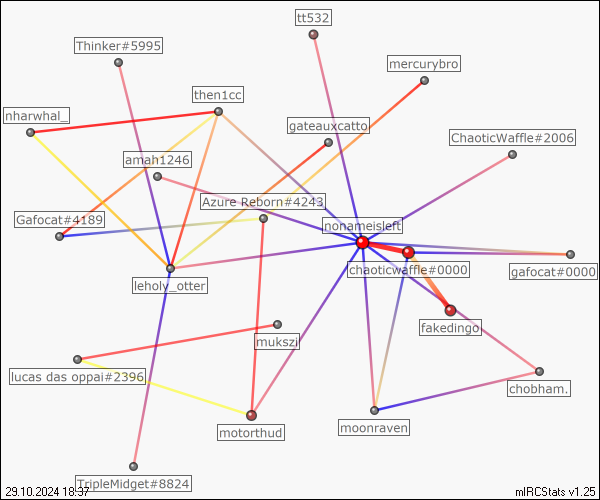 tt532
Thinker#5995
mercurybro
then1cc
nharwhal_
gateauxcatto
ChaoticWaffle#2006
amah1246
Azure Reborn#4243
Gafocat#4189
nonameisleft
chaoticwaffle#0000
gafocat#0000
leholy_otter
fakedingo
mukszi
lucas das oppai#2396
chobham.
motorthud
moonraven
TripleMidget#8824
29.10.2024 18:37
mIRCStats v1.25